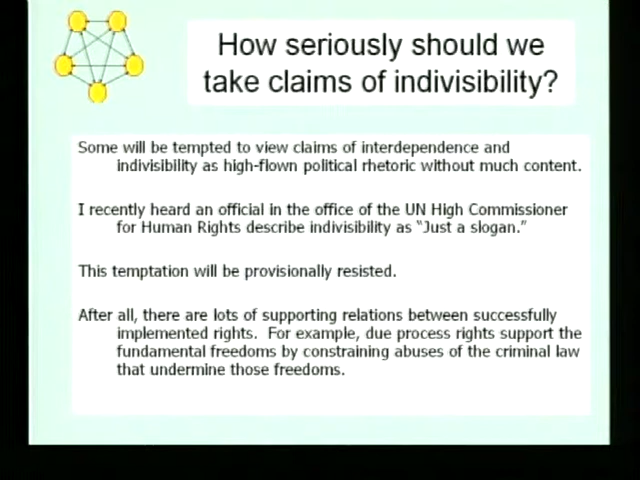 How seriously should we
take claims of indivisibility?
Some will be tempted to view claims of interdependence and
indivisibility as high-flown political rhetoric without much content.
I recently heard an official in the office of the UN High Commissioner
for Human Rights describe indivisibility as “Just a slogan.”
This temptation will be provisionally resisted.
After all, there are lots of supporting relations between successfully
implemented rights. For example, due process rights support the
fundamental freedoms by constraining abuses of the criminal law
that undermine those freedoms.